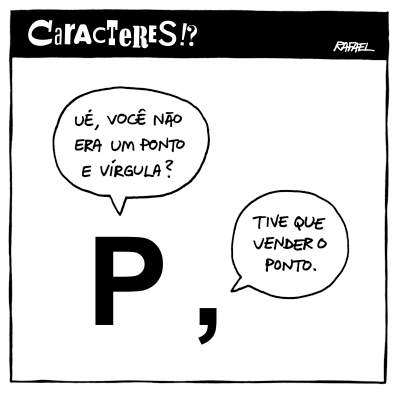 CARACTERES!?
RAFAEL
UÉ, VOCÊ NÃO
ERA UM PONTO
E VÍRGULA?
TIVE QUE
VENDER O
PONTO.
P ,